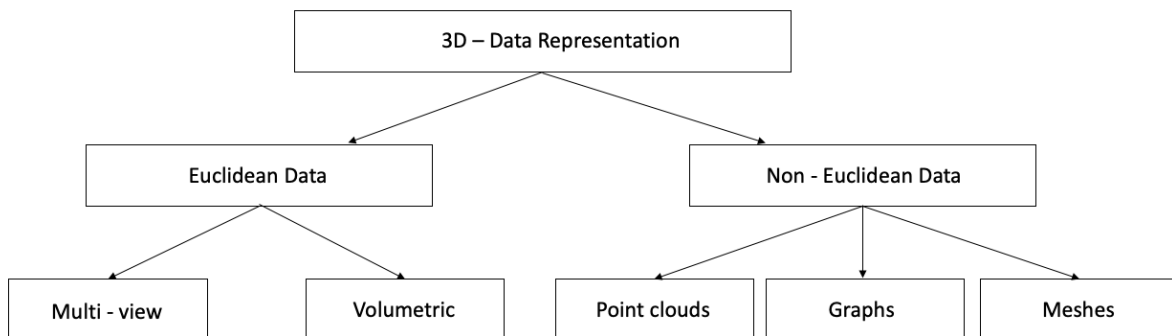 3D – Data Representation
Euclidean Data
Non - Euclidean Data
Multi - view
Volumetric
Point clouds
Graphs
Meshes